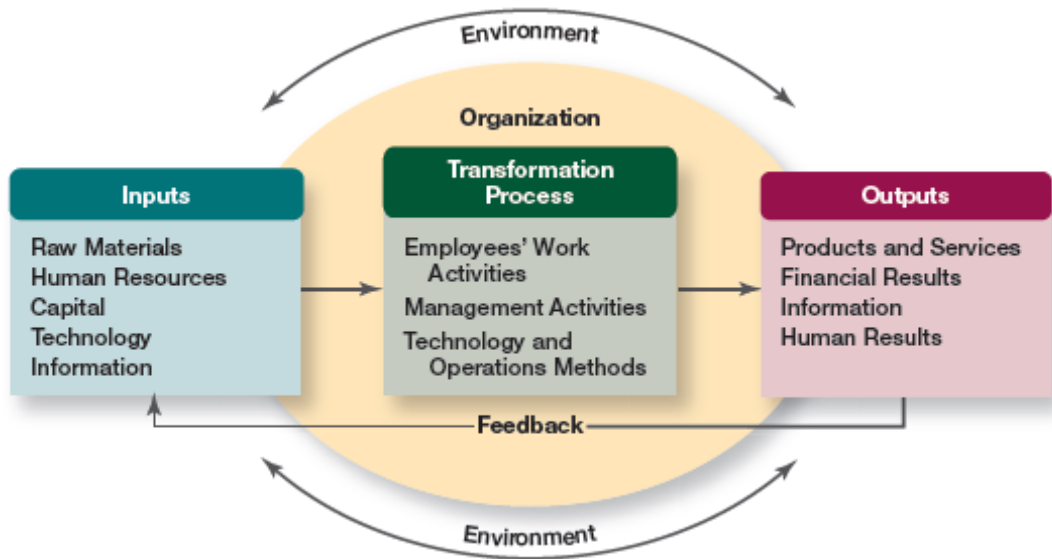 Environment
Organization
Inputs
Raw Materials
Human Resources
Capital
Technology
Information
Transformation
Process
Employees' Work
Activities
Management Activities
Technology and
Operations Methods
Outputs
Products and Services
Financial Results
Information
Human Results
Feedback
Environment